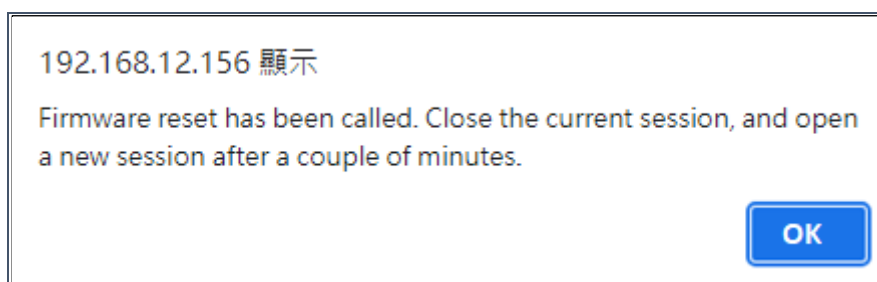 192.168.12.156 顯示
Firmware reset has been called. Close the current session, and open
a new session after a couple of minutes.
OK